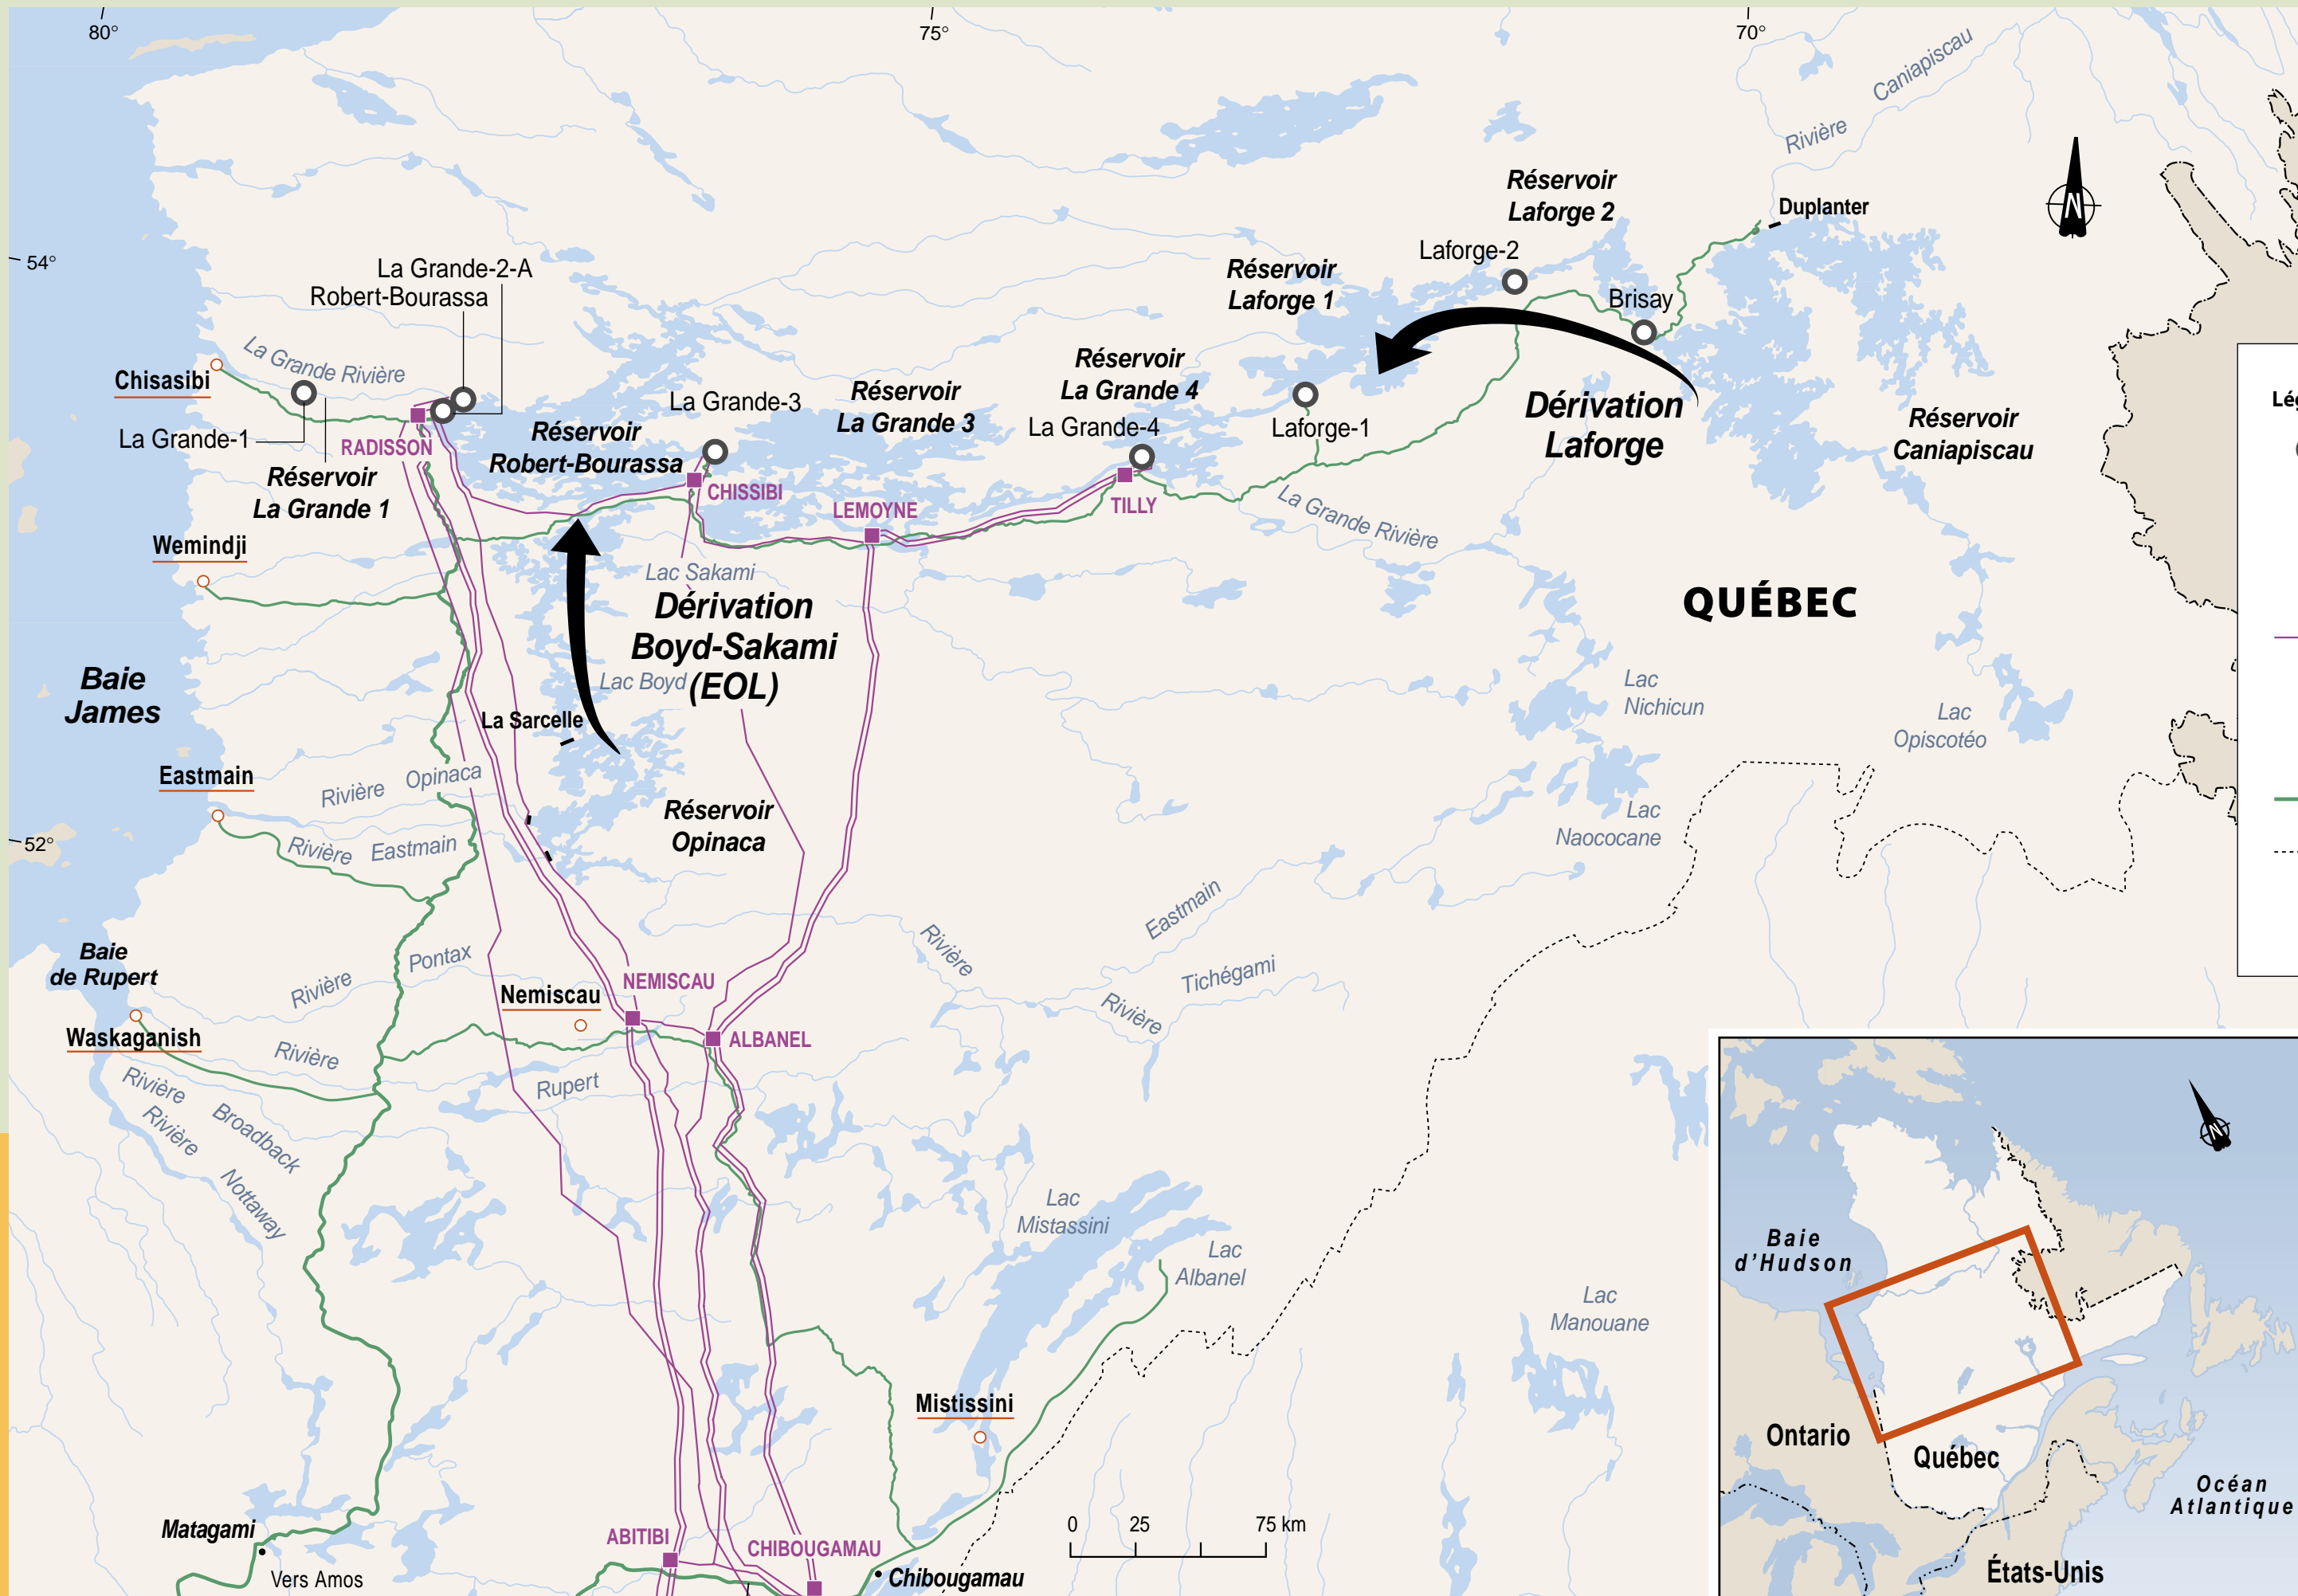 80°
75°
70°
Caniapiscau
Rivière
Réservoir
Laforge 2
Duplanter
N
54°
La Grande-2-A
Robert-Bourassa
Laforge-2
Réservoir
Laforge 1
Brisay
La Grande Rivière
Chisasibi
La Grande-1
RADISSON
Réservoir
La Grande 1
Réservoir
Robert-Bourassa
La Grande-3
CHISSIBI
Réservoir
La Grande 3
Réservoir
La Grande 4
La Grande-4
TILLY
LEMOYNE
Laforge-1
Dérivation
Laforge
Réservoir
Caniapiscau
La Grande Rivière
Wemindji
Lac Sakami
Dérivation
Boyd-Sakami
(EOL)
Lac Boyd
La Sarcelle
QUÉBEC
Baie
James
Lac
Nichicun
Lac
Opiscotéo
Eastmain
Rivière Opinaca
Réservoir
Opinaca
Lac
Naococane
52°
Rivière Eastmain
Rivière
Eastmain
Baie
de Rupert
Rivière
Pontax
Nemiscau
NEMISCAU
Rivière
Tichégami
Waskaganish
ALBANEL
Rivière
Rupert
Rivière
Broadback
Rivière
Nottaway
Lac
Mistassini
Lac
Albanel
Lac
Manouane
Mistissini
Matagami
Vers Amos
ABITIBI
CHIBOUGAMAU
Chibougamau
0 25 75 km
Lég
N
Baie
d'Hudson
Ontario
Québec
Océan
Atlantique
États-Unis